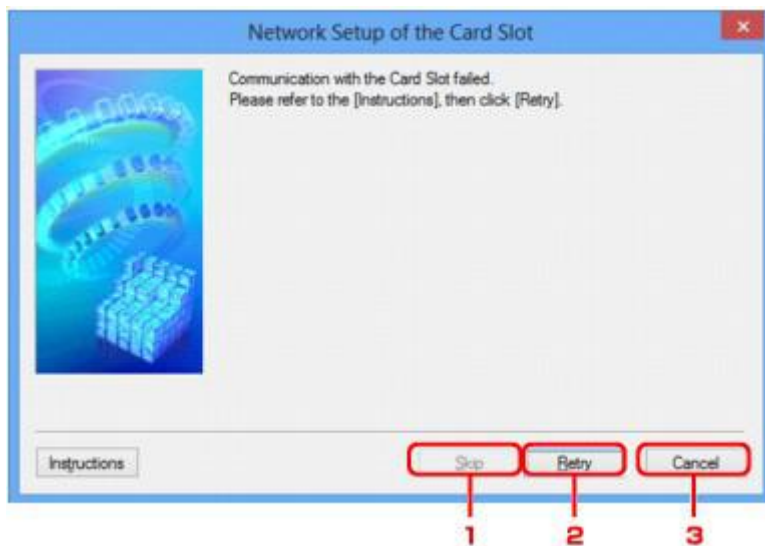 Network Setup of the Card Slot
Communication with the Card Slot failed.
Please refer to the [Instructions], then click [Retry].
Instructions Skip Retry Cancel
1 2 3